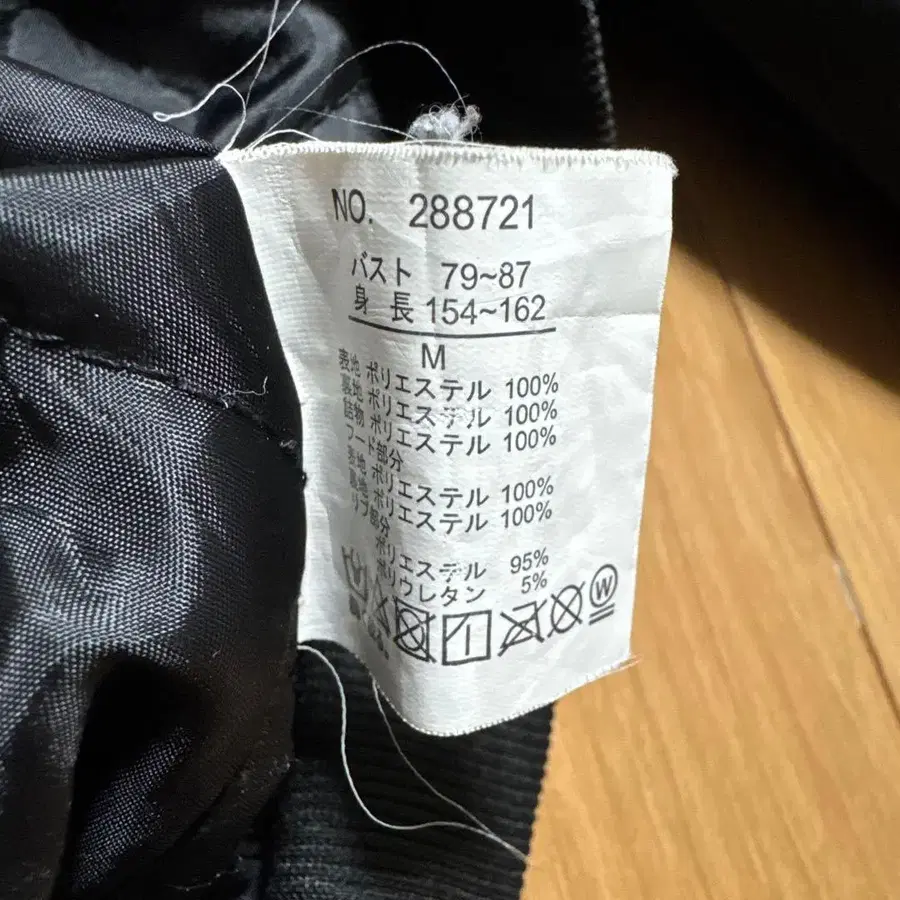 NO. 288721
バスト 79~87
身 長 154~162
M
表地 ポリエステル 100%
裏地 ポリエステル 100%
詰物 ポリエステル 100%
フード部分
表地 ポリエステル 100%
裏地 ポリエステル 100%
リブ部分
ポリエステル 95%
ポリウレタン 5%
W